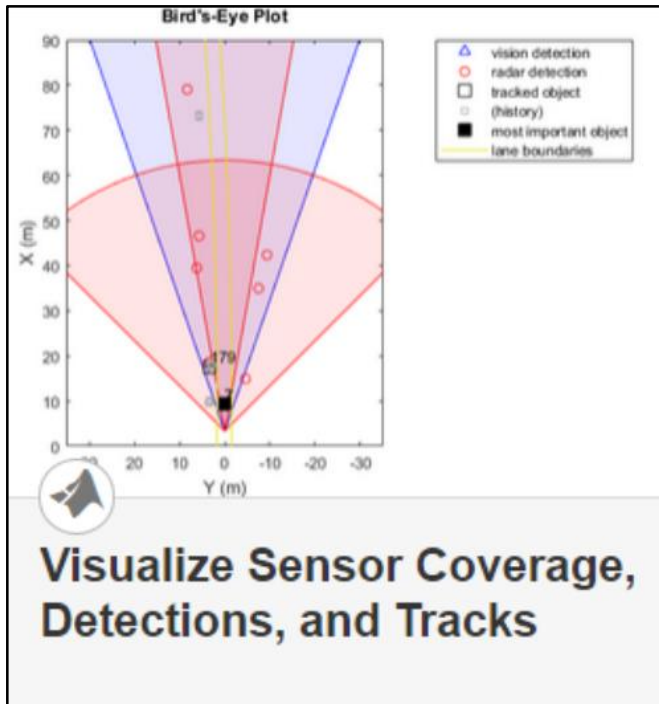 Bird's-Eye Plot
90
80
70
60
50
40
30
20
10
0
X (m)
179
7
20 10 0 -10 -20 -30
Y (m)
vision detection
radar detection
tracked object
(history)
most important object
lane boundaries
Visualize Sensor Coverage,
Detections, and Tracks